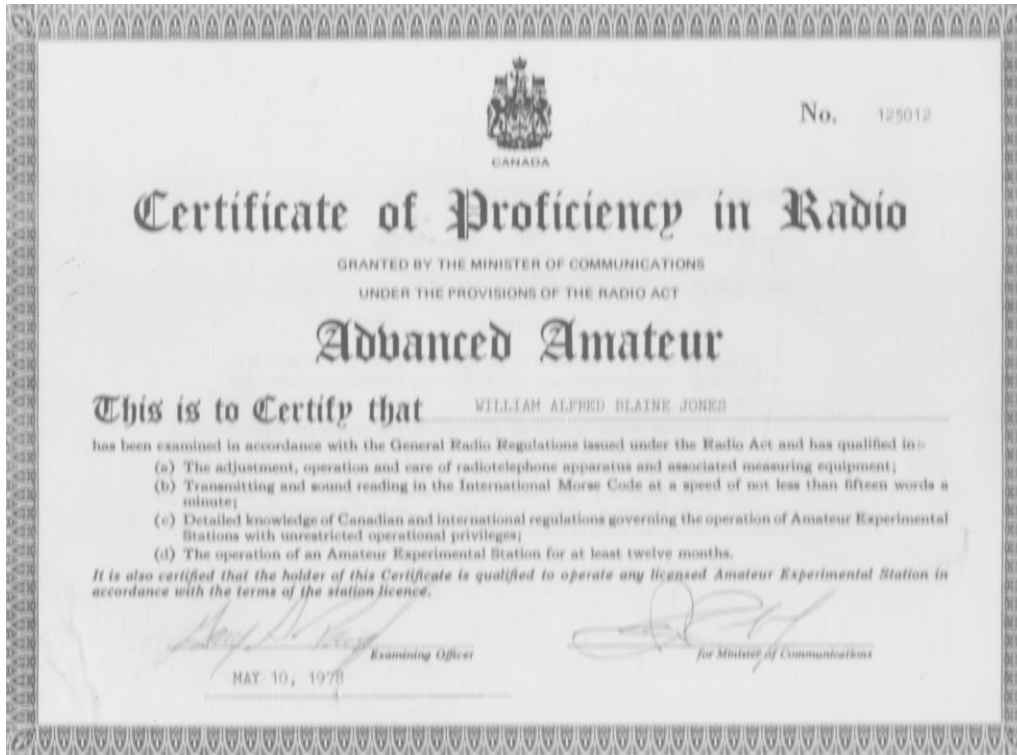 No. 125012
CANADA
Certificate of Proficiency in Radio
GRANTED BY THE MINISTER OF COMMUNICATIONS
UNDER THE PROVISIONS OF THE RADIO ACT
Advanced Amateur
This is to Certify that WILLIAM ALFRED BLAINE JONES
has been examined in accordance with the General Radio Regulations issued under the Radio Act and has qualified in:-
(a) The adjustment, operation and care of radiotelephone apparatus and associated measuring equipment;
(b) Transmitting and sound reading in the International Morse Code at a speed of not less than fifteen words a
minute;
(c) Detailed knowledge of Canadian and international regulations governing the operation of Amateur Experimental
Stations with unrestricted operational privileges;
(d) The operation of an Amateur Experimental Station for at least twelve months.
It is also certified that the holder of this Certificate is qualified to operate any licensed Amateur Experimental Station in
accordance with the terms of the station licence.
Examining Officer
for Minister of Communications
MAY 10, 1978